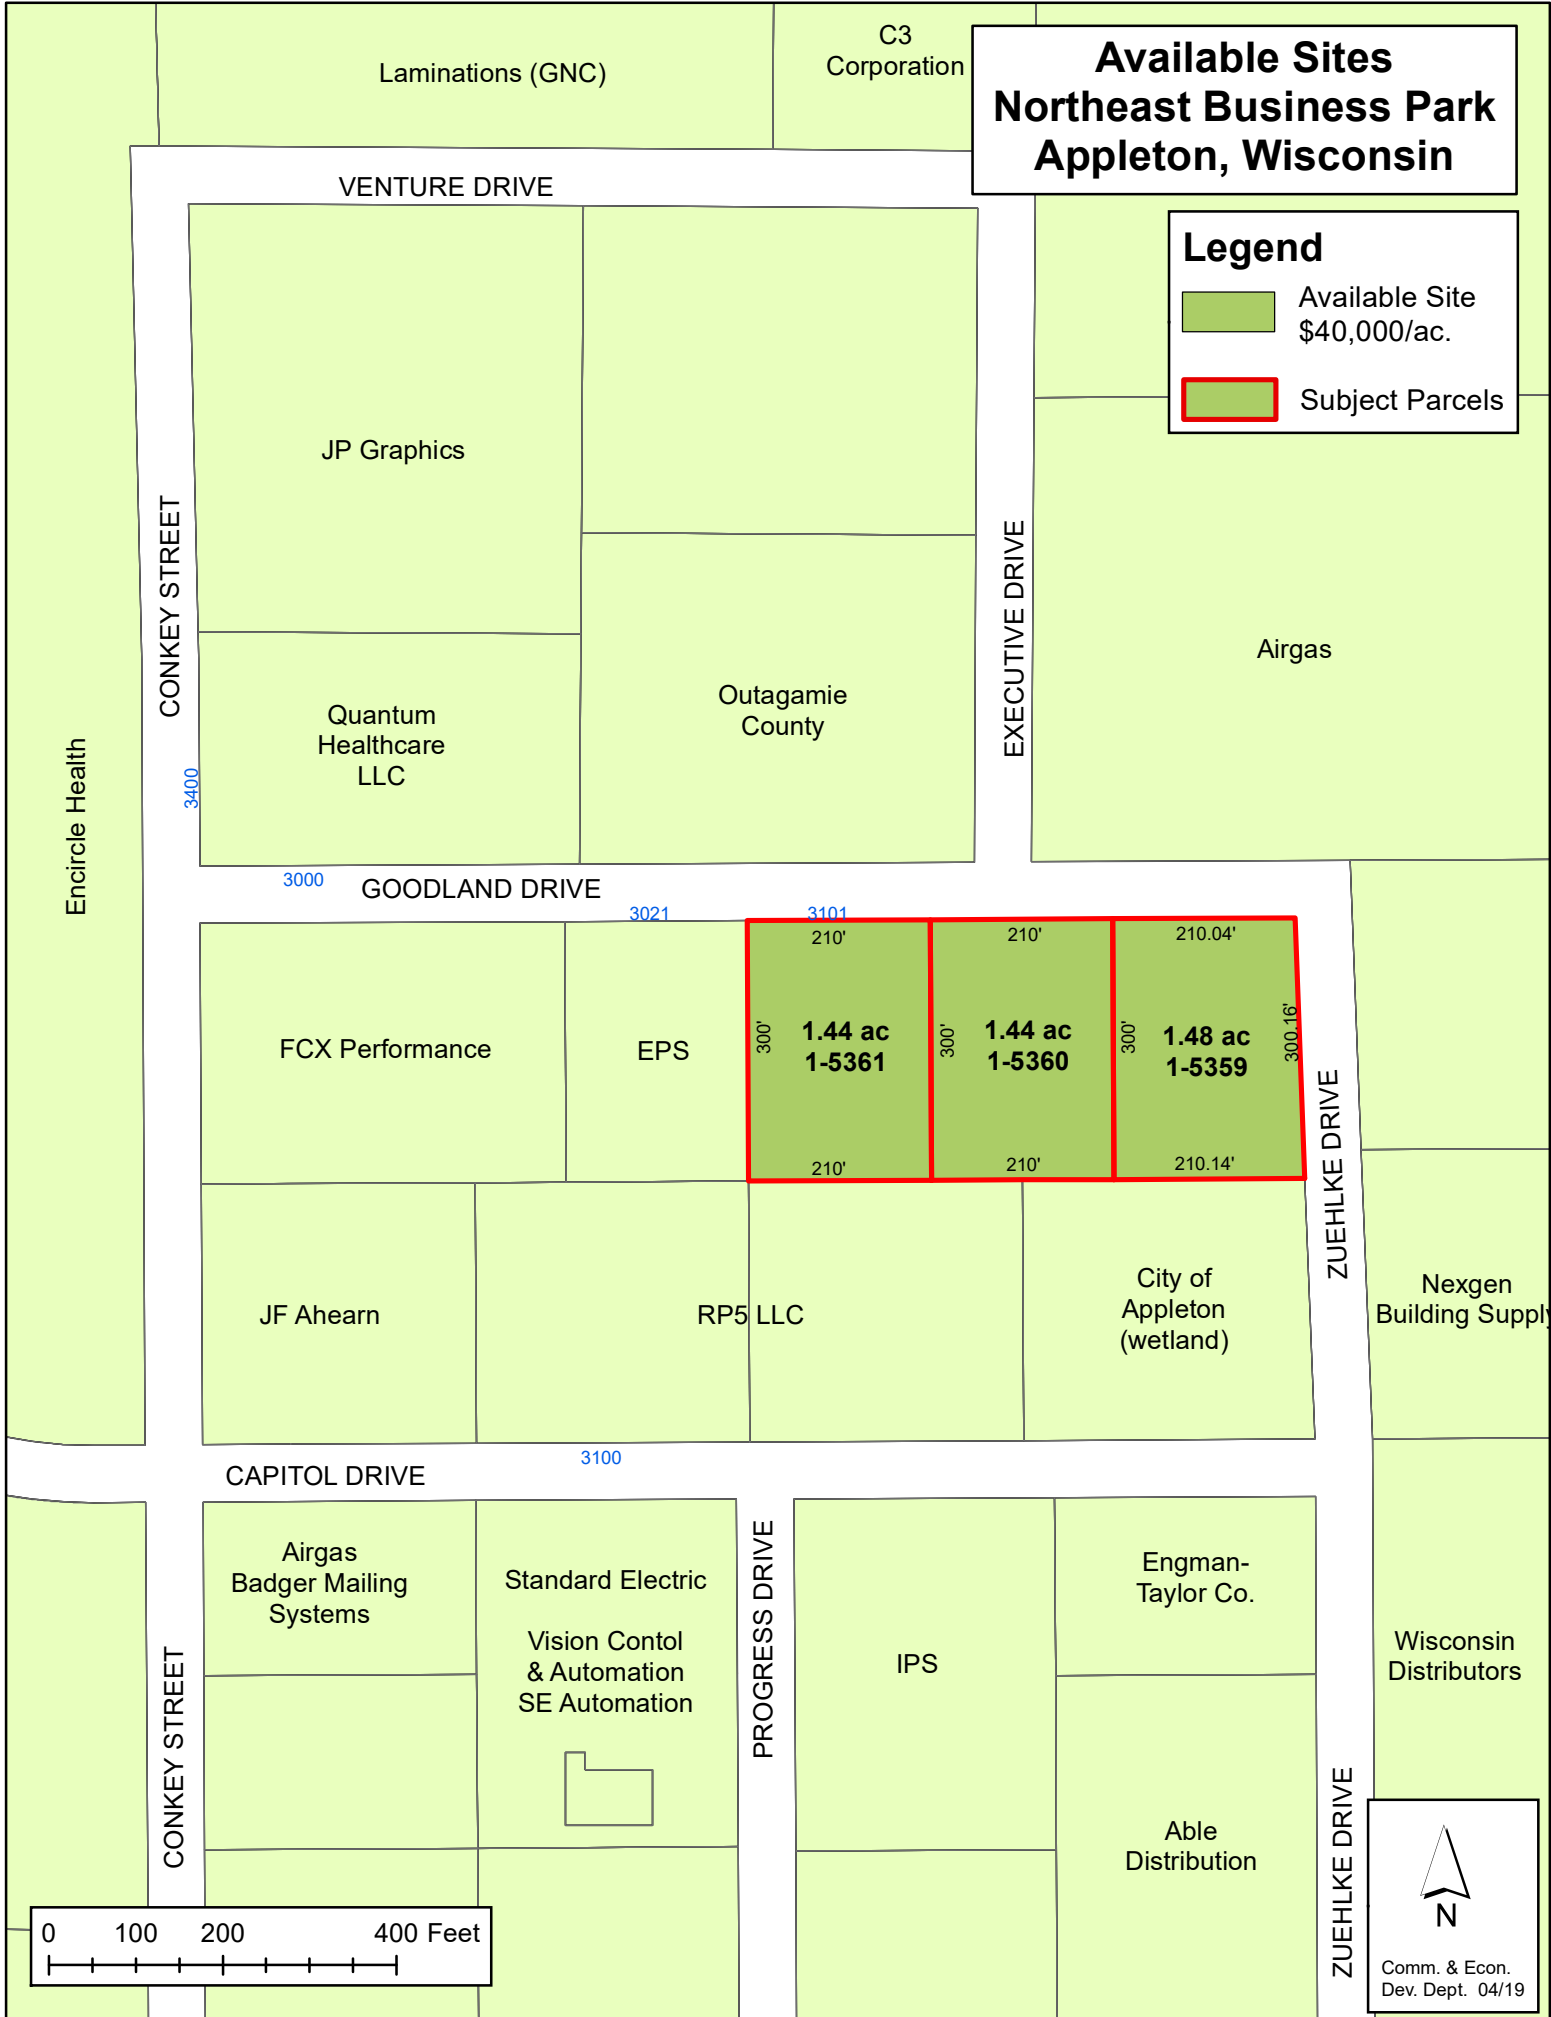 Laminations (GNC)
C3
Corporation
Available Sites
Northeast Business Park
Appleton, Wisconsin
VENTURE DRIVE
Legend
Available Site
$40,000/ac.
Subject Parcels
JP Graphics
CONKEY STREET
EXECUTIVE DRIVE
Airgas
Outagamie
County
Quantum
Healthcare
LLC
3400
Encircle Health
3000
GOODLAND DRIVE
3021
3101
210'
210'
210.04'
FCX Performance
EPS
300'
1.44 ac
1-5361
300'
1.44 ac
1-5360
300'
1.48 ac
1-5359
300.16'
210'
210'
210.14'
ZUEHLKE DRIVE
JF Ahearn
RP5 LLC
City of
Appleton
(wetland)
Nexgen
Building Supply
3100
CAPITOL DRIVE
Airgas
Badger Mailing
Systems
Standard Electric
Vision Contol
& Automation
SE Automation
PROGRESS DRIVE
IPS
Engman-
Taylor Co.
Wisconsin
Distributors
CONKEY STREET
Able
Distribution
ZUEHLKE DRIVE
0 100 200 400 Feet
N
Comm. & Econ.
Dev. Dept. 04/19